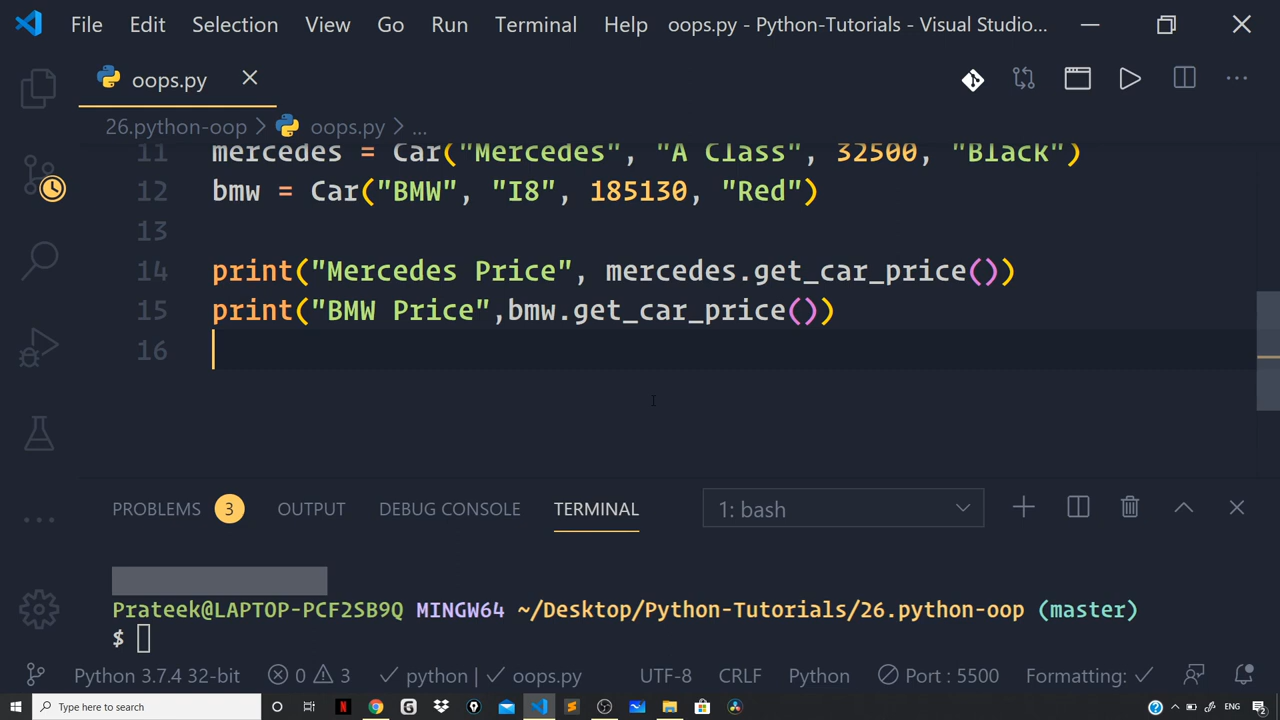 File Edit Selection View Go Run Terminal Help oops.py - Python-Tutorials - Visual Studio...
oops.py
26.python-oop > oops.py > ...
11 mercedes = Car("Mercedes", "A Class", 32500, "Black")
12 bmw = Car("BMW", "I8", 185130, "Red")
13
14 print("Mercedes Price", mercedes.get_car_price())
15 print("BMW Price",bmw.get_car_price())
16
PROBLEMS 3 OUTPUT DEBUG CONSOLE TERMINAL 1: bash
Prateek@LAPTOP-PCF2SB9Q MINGW64 ~/Desktop/Python-Tutorials/26.python-oop (master)
$
Python 3.7.4 32-bit 0 3 python | oops.py UTF-8 CRLF Python Port : 5500 Formatting:
Type here to search ENG 2